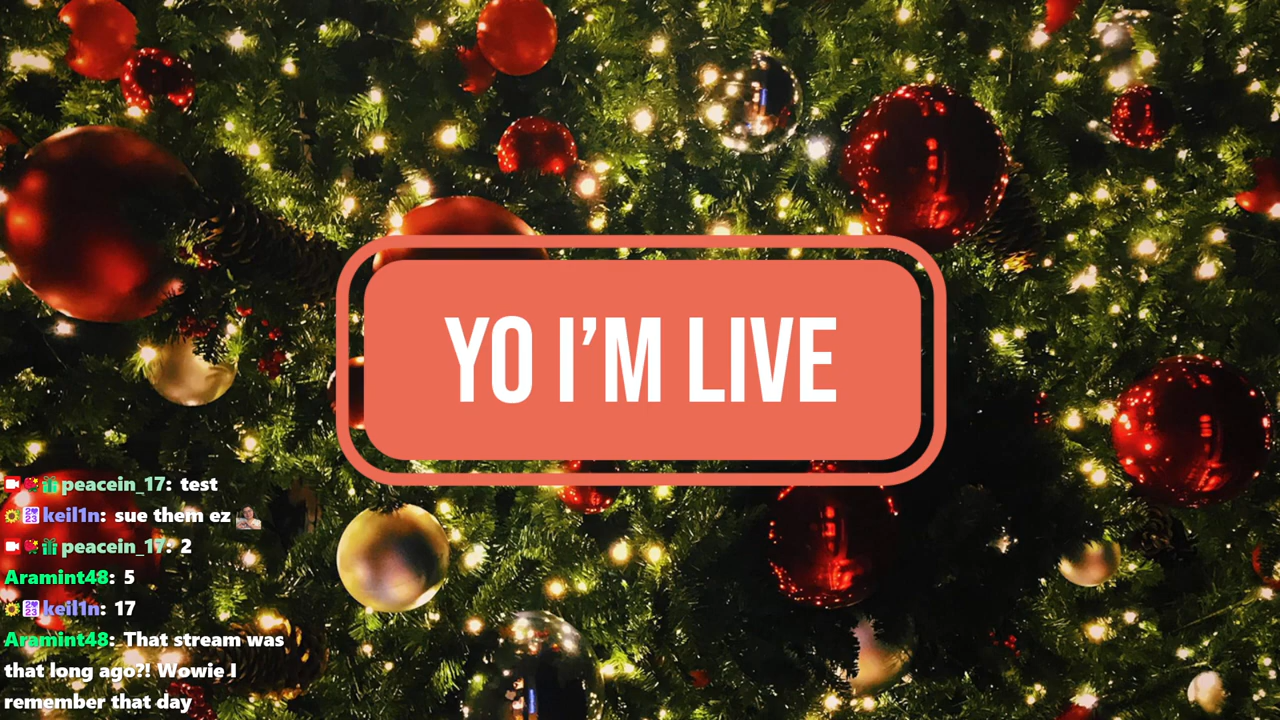 YO I’M LIVE
peacein_17: test
keil1n: sue them ez
peacein_17: 2
Aramint48: 5
keil1n: 17
Aramint48: That stream was
that long ago?! Wowie I
remember that day